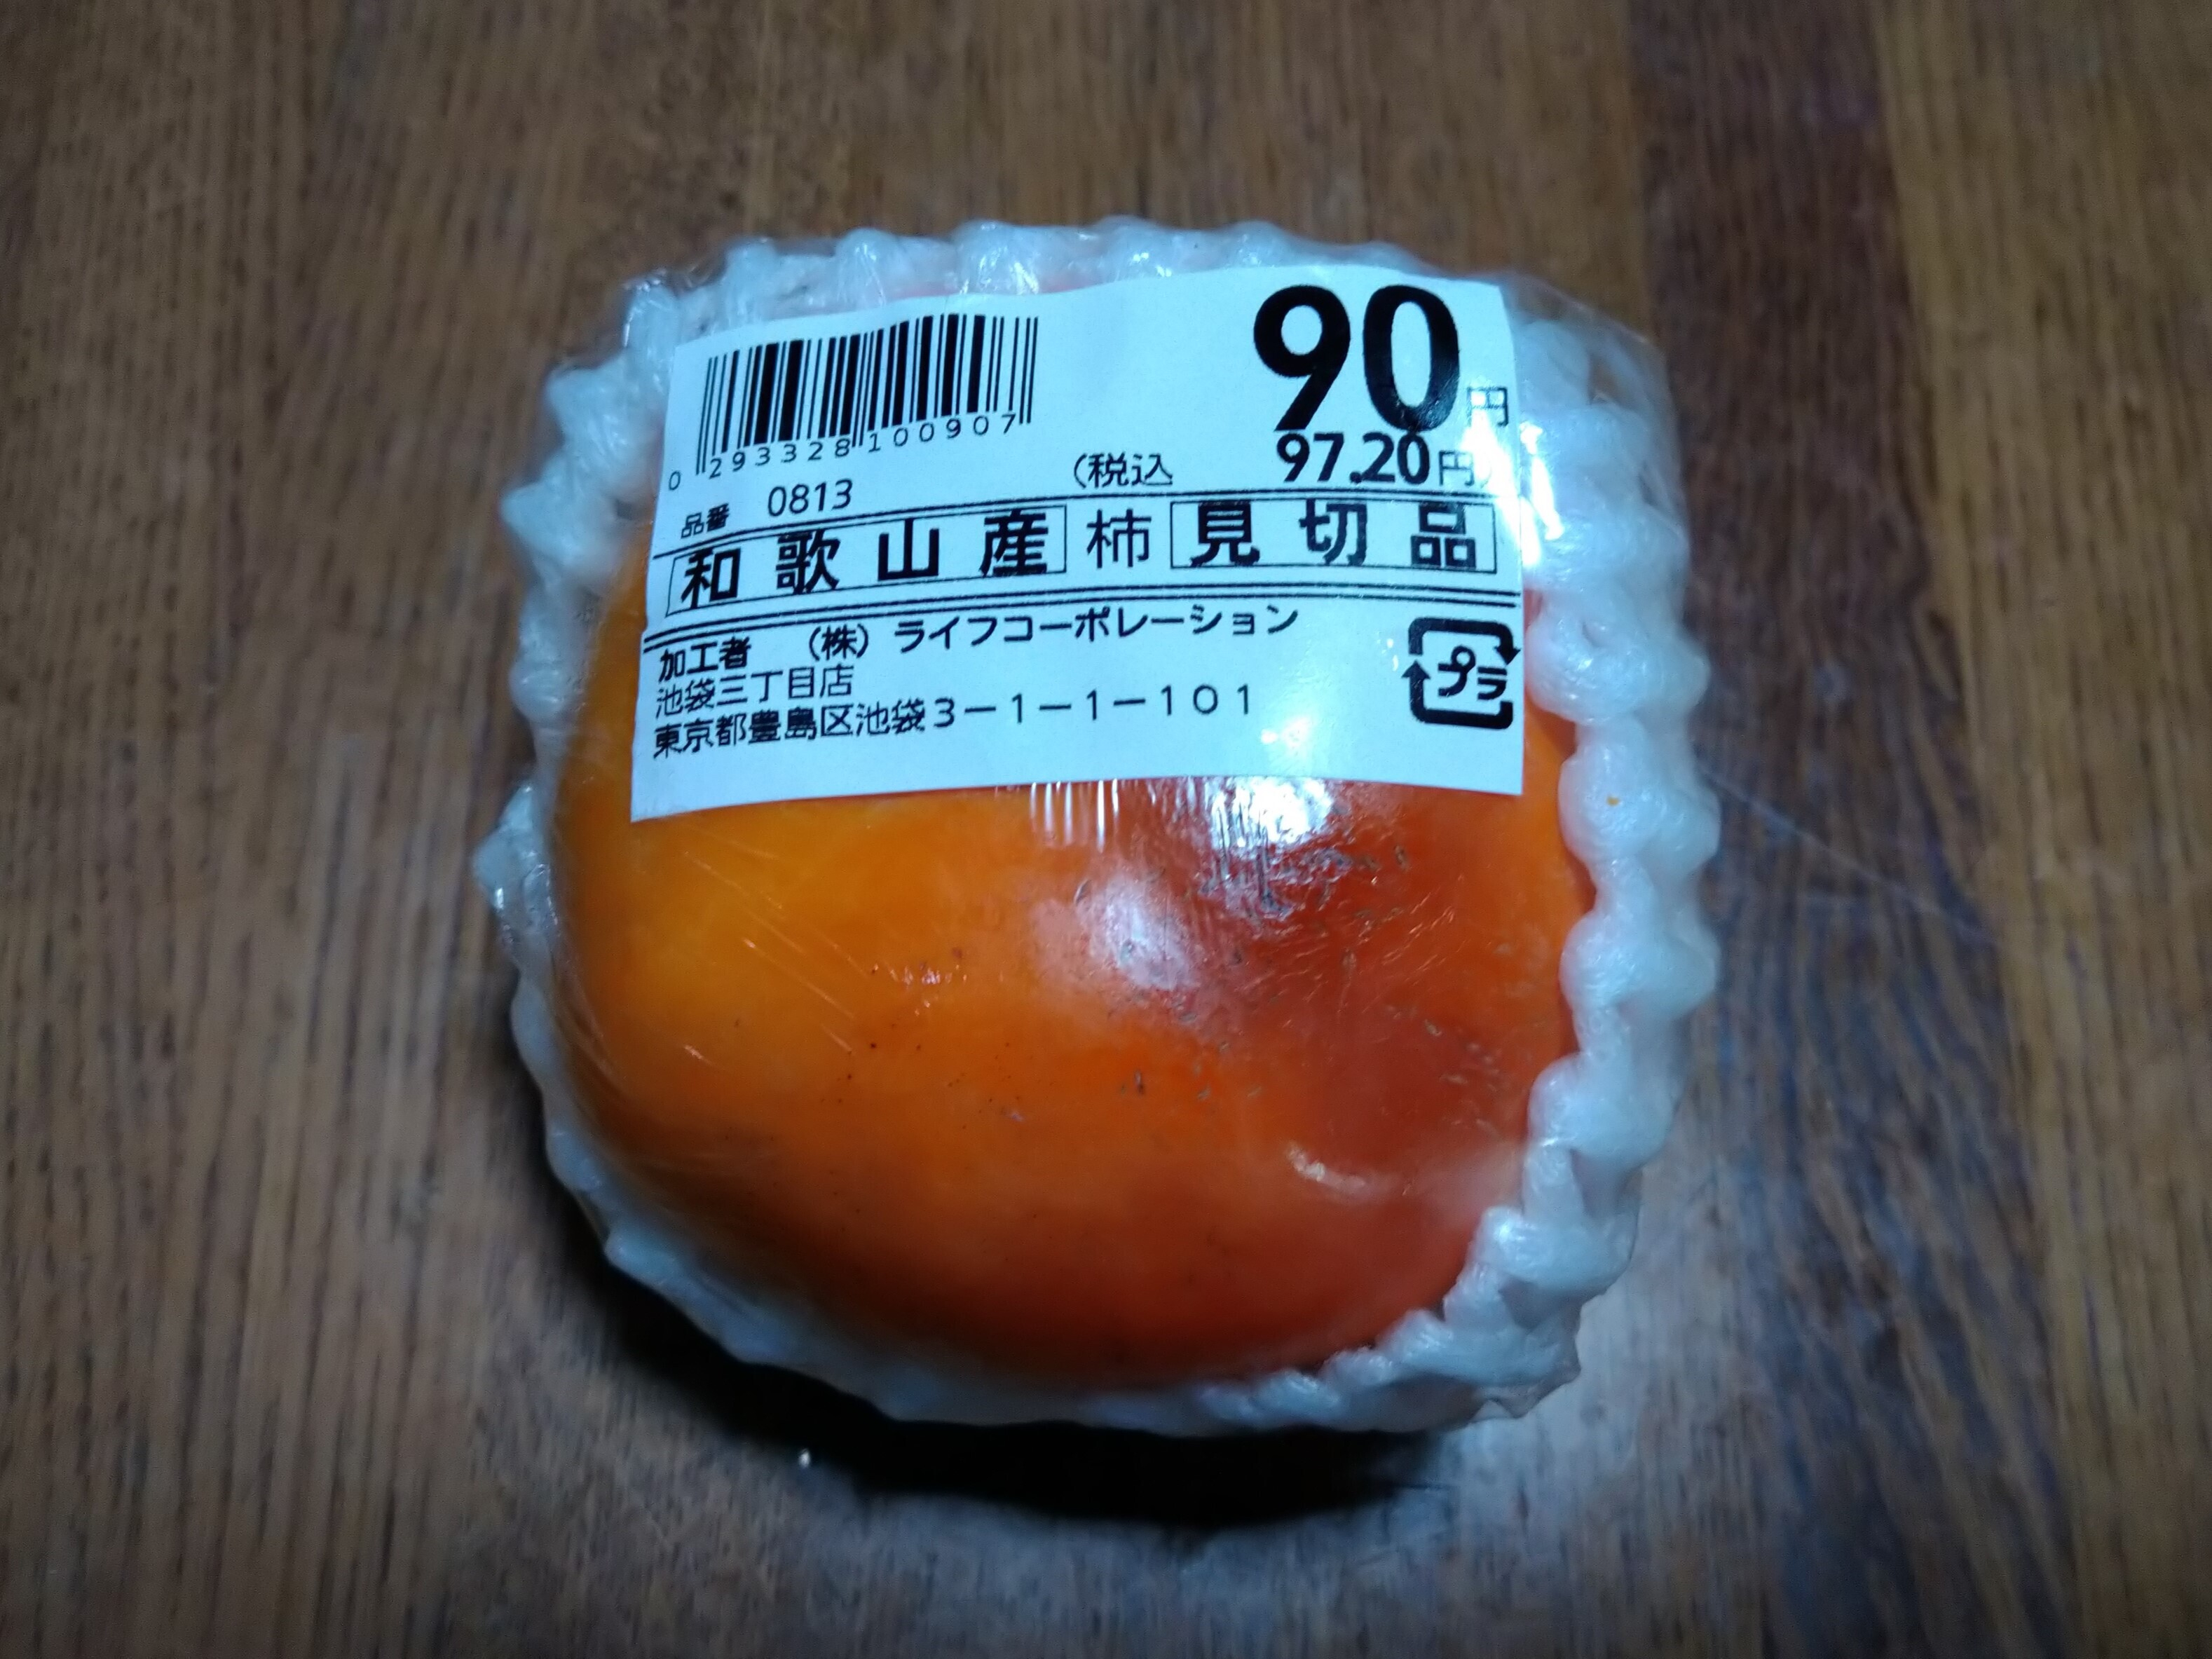 90円
0 293328 100907
(税込 97.20円)
品番 0813
和歌山産 柿 見切品
加工者 (株)ライフコーポレーション
池袋三丁目店
東京都豊島区池袋3-1-1-101
プラ